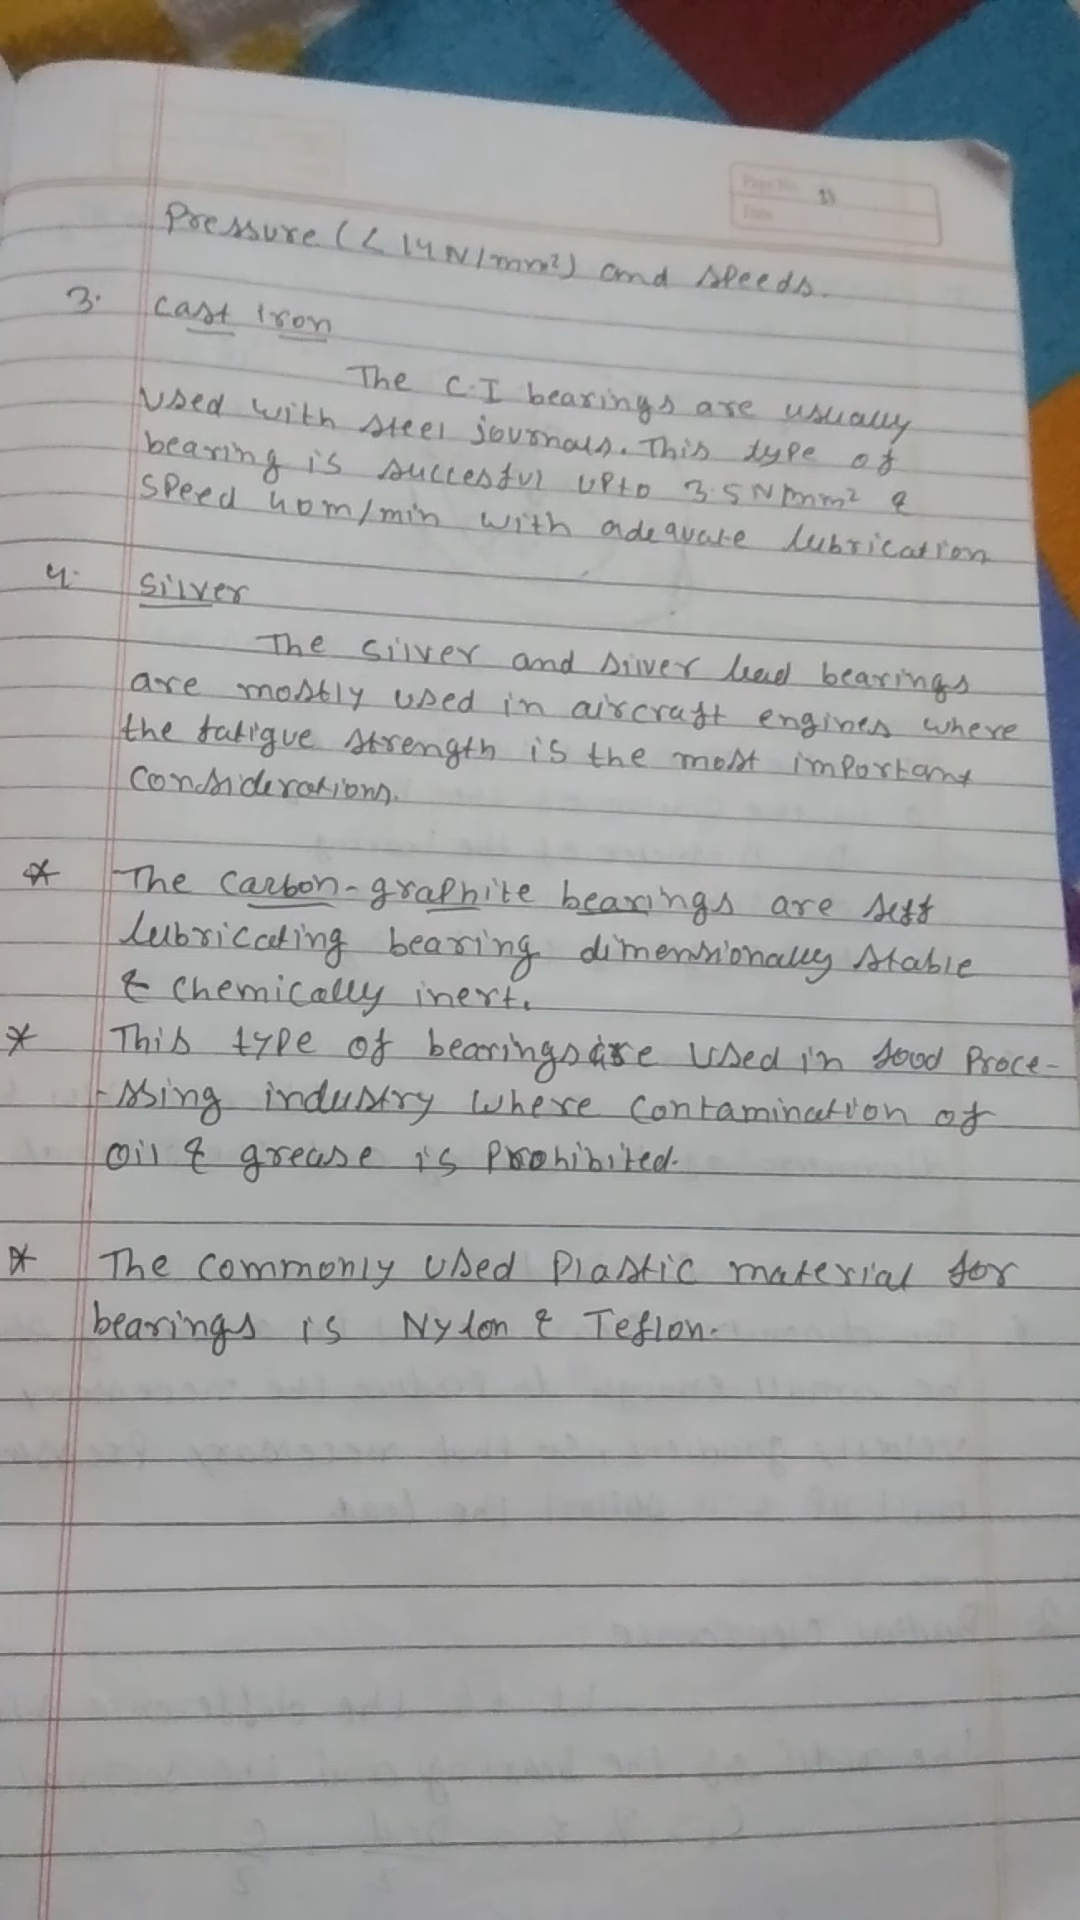 Page No. 11
Date
Pressure (< 14 N/mm²) and speeds.
3. Cast Iron
The C.I bearings are usually
used with steel journals. This type of
bearing is succesful upto 3.5 N/mm² &
speed 40m/min with adequate lubrication
4. Silver
The silver and silver lead bearings
are mostly used in aircraft engines where
the fatigue strength is the most important
considerations.
* The carbon-graphite bearings are self
lubricating bearing dimensionally stable
& chemically inert.
* This type of bearings are used in food proce-
-ssing industry where contamination of
oil & grease is prohibited.
* The commonly used plastic material for
bearings is Nylon & Teflon.